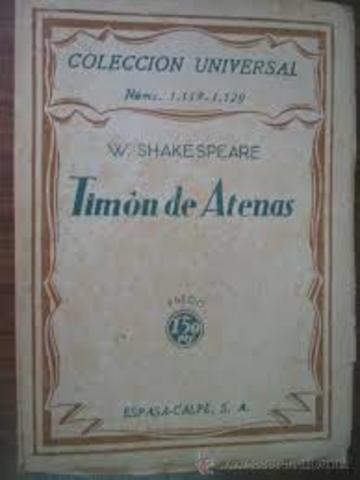 COLECCION UNIVERSAL
Núms. 1.119-1.120
W. SHAKESPEARE
Timón de Atenas
PRECIO
1'50
ESPASA-CALPE, S. A.